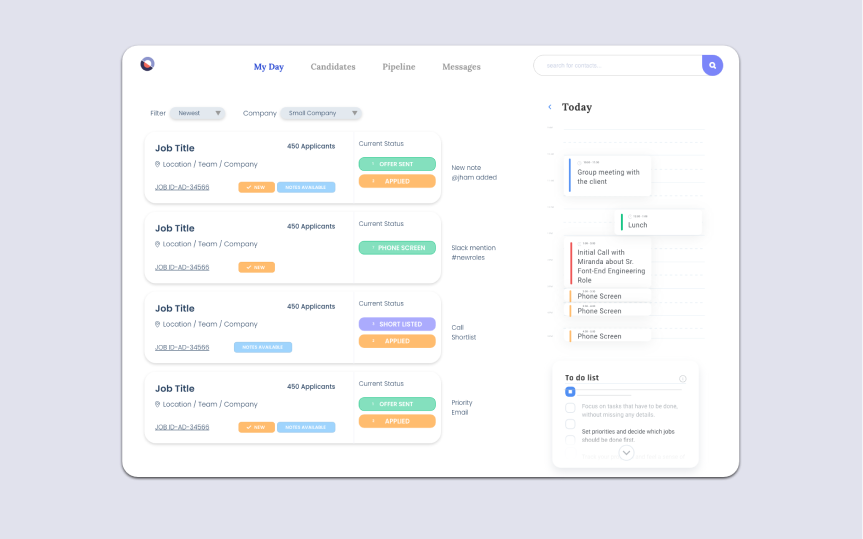 My Day
Candidates
Pipeline
Messages
search for contacts...
Filter
Newest
Company
Small Company
Job Title
450 Applicants
Location / Team / Company
JOB ID-AD-34566
NEW
NOTES AVAILABLE
Current Status
OFFER SENT
APPLIED
New note
@jham added
Job Title
450 Applicants
Location / Team / Company
JOB ID-AD-34566
NEW
Current Status
PHONE SCREEN
Slack mention
#newroles
Job Title
450 Applicants
Location / Team / Company
JOB ID-AD-34566
NOTES AVAILABLE
Current Status
SHORT LISTED
APPLIED
Call
Shortlist
Job Title
450 Applicants
Location / Team / Company
JOB ID-AD-34566
NEW
NOTES AVAILABLE
Current Status
OFFER SENT
APPLIED
Priority
Email
Today
Group meeting with
the client
Lunch
Initial Call with
Miranda about Sr.
Font-End Engineering
Role
Phone Screen
Phone Screen
Phone Screen
To do list
Focus on tasks that have to be done,
without missing any details.
Set priorities and decide which jobs
should be done first.